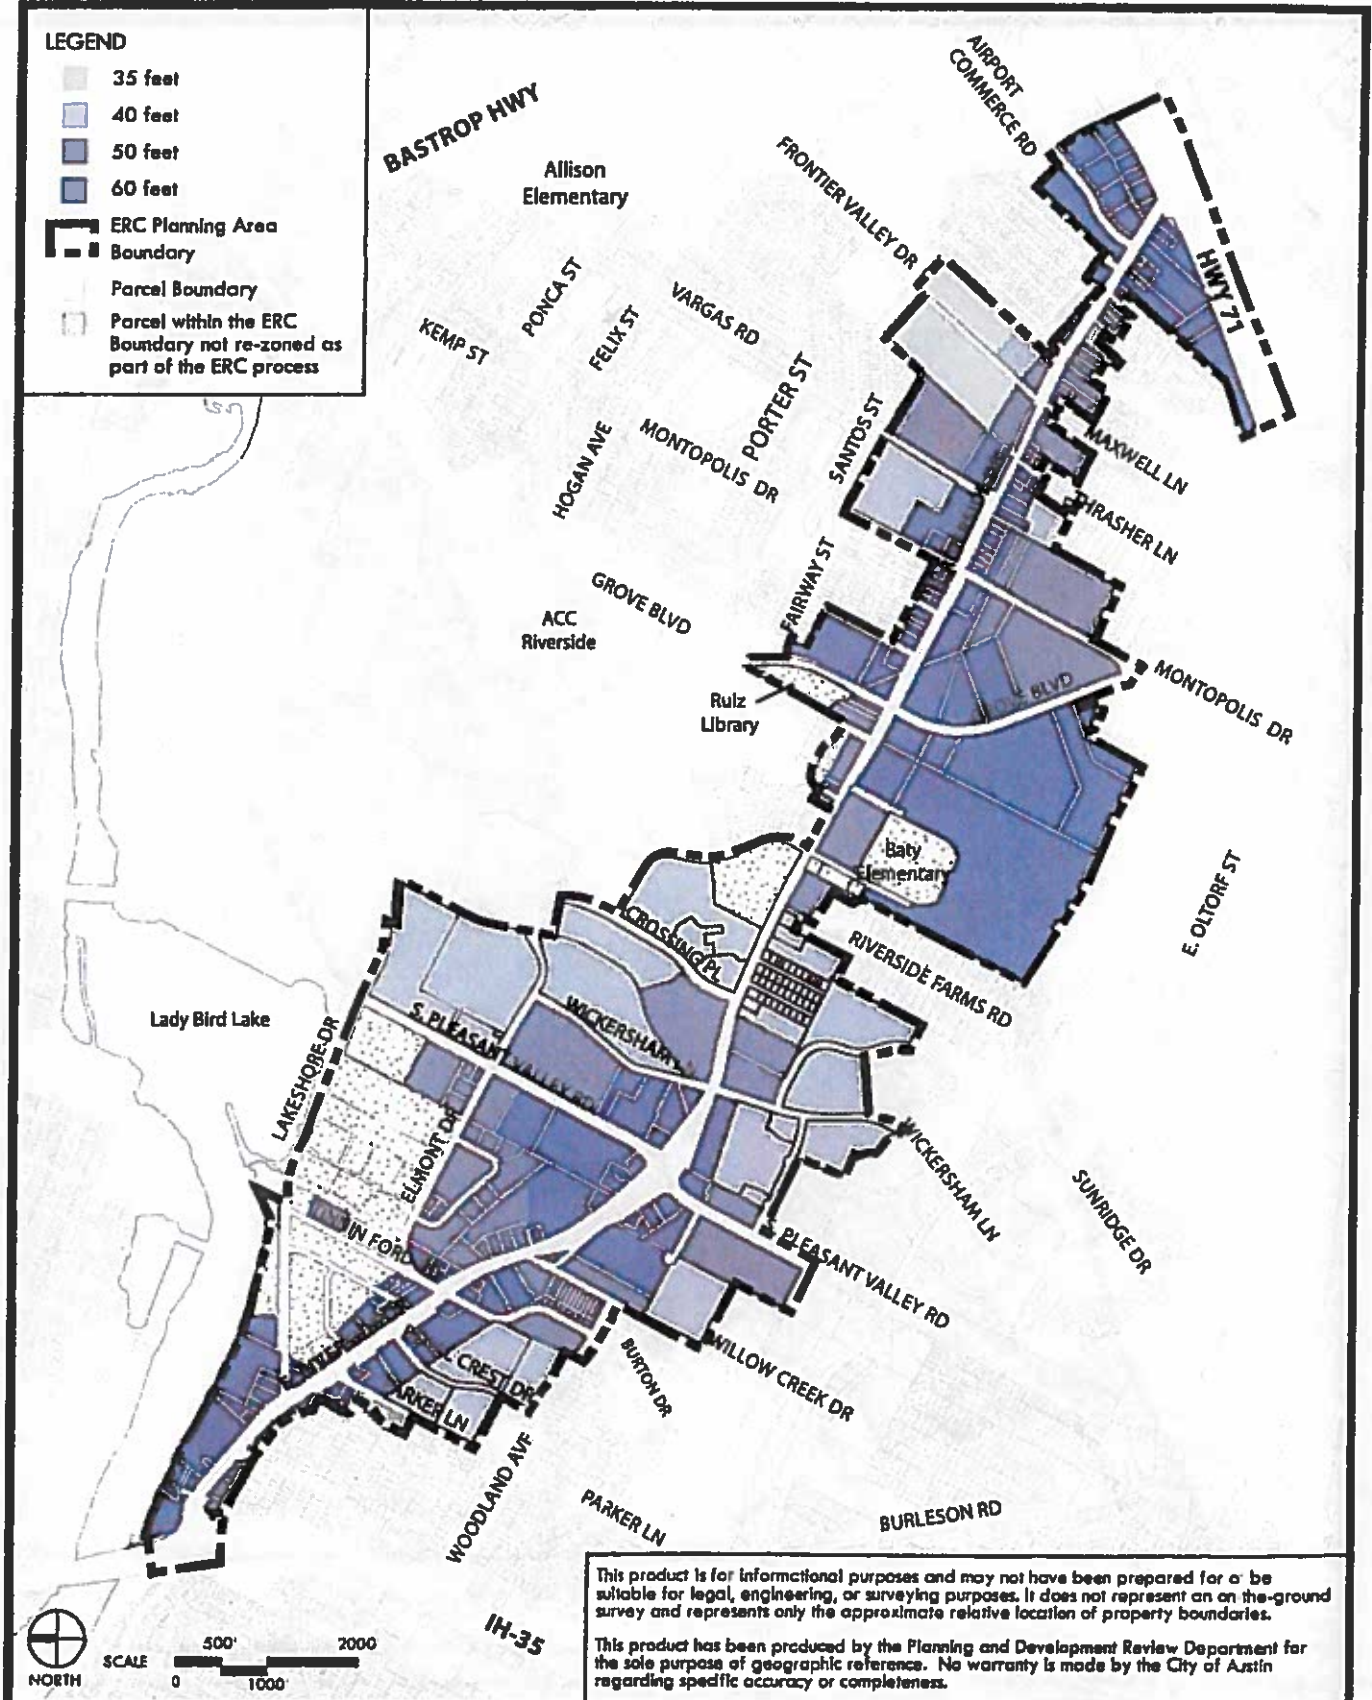 LEGEND
35 feet
40 feet
50 feet
60 feet
ERC Planning Area
Boundary
Parcel Boundary
Parcel within the ERC
Boundary not re-zoned as
part of the ERC process
BASTROP HWY
Allison
Elementary
AIRPORT
COMMERCE RD
FRONTIER VALLEY DR
HWY 71
PONCA ST
KEMP ST
FELIX ST
VARGAS RD
PORTER ST
SANTOS ST
HOGAN AVE
MONTOPOLIS DR
MAXWELL LN
THRASHER LN
FAIRWAY ST
GROVE BLVD
ACC
Riverside
Ruiz
Library
GROVE BLVD
MONTOPOLIS DR
Baty
Elementary
E. OLTORF ST
CROSSING PL
RIVERSIDE FARMS RD
WICKERSHAM
Lady Bird Lake
LAKESHORE DR
S. PLEASANT VALLEY RD
ELMONT DR
WICKERSHAM LN
SUNRIDGE DR
PLEASANT VALLEY RD
IN FORD
WILLOW CREEK DR
BURTON DR
CREST DR
ARKER LN
WOODLAND AVE
PARKER LN
BURLESON RD
IH-35
NORTH
SCALE
500'
2000
0
1000'
This product is for informational purposes and may not have been prepared for o be
suitable for legal, engineering, or surveying purposes. It does not represent an on-the-ground
survey and represents only the approximate relative location of property boundaries.
This product has been produced by the Planning and Development Review Department for
the sole purpose of geographic reference. No warranty is made by the City of Austin
regarding specific accuracy or completeness.